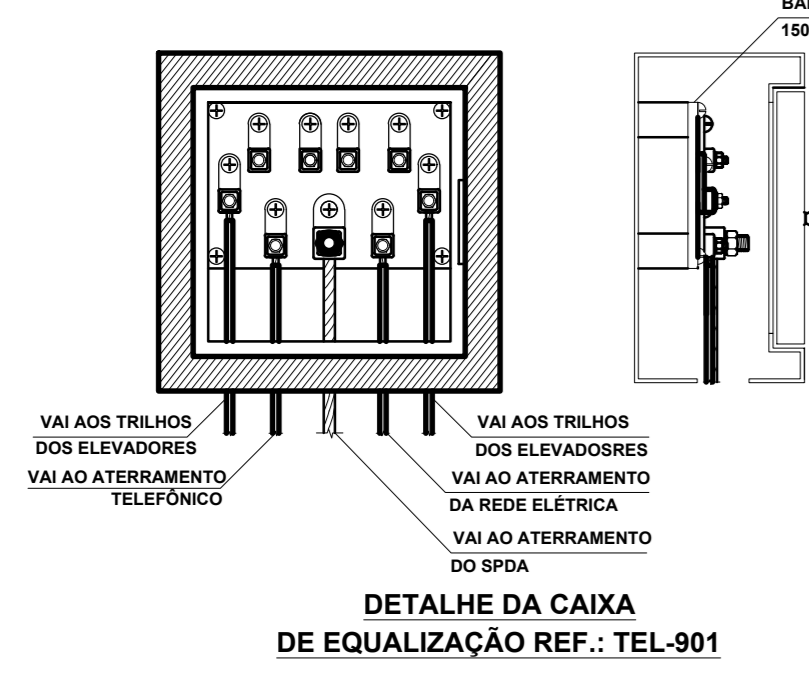 150
VAI AOS TRILHOS
DOS ELEVADORES
VAI AO ATERRAMENTO
TELEFÔNICO
VAI AOS TRILHOS
DOS ELEVADOSRES
VAI AO ATERRAMENTO
DA REDE ELÉTRICA
VAI AO ATERRAMENTO
DO SPDA
DETALHE DA CAIXA
DE EQUALIZAÇÃO REF.: TEL-901